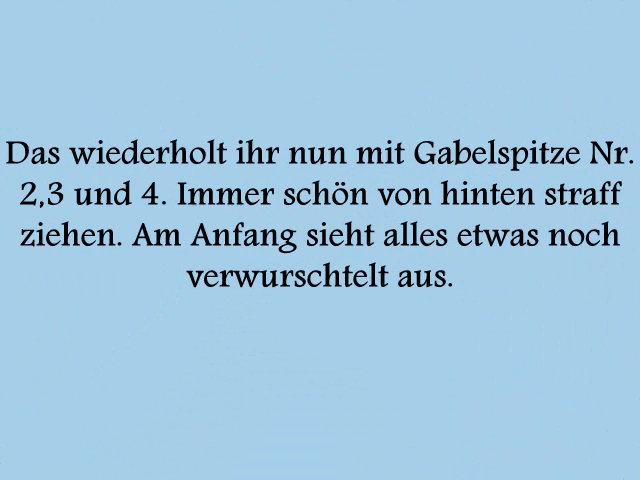 Das wiederholt ihr nun mit Gabelspitze Nr.
2,3 und 4. Immer schön von hinten straff
ziehen. Am Anfang sieht alles etwas noch
verwurschtelt aus.